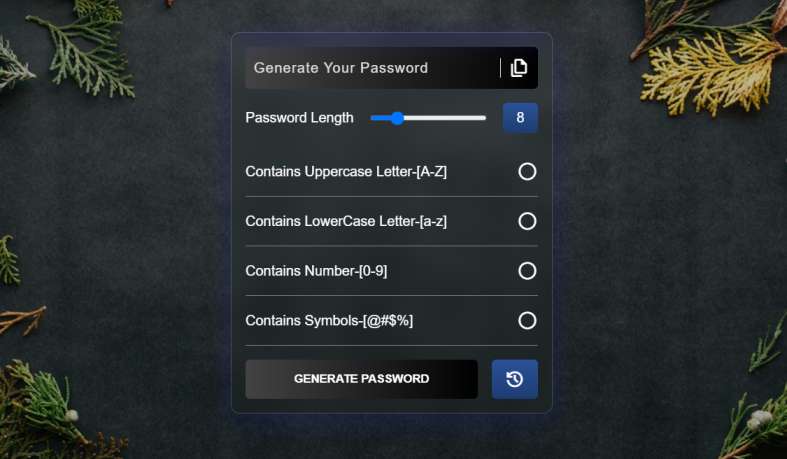 Generate Your Password
Password Length 8
Contains Uppercase Letter-[A-Z]
Contains LowerCase Letter-[a-z]
Contains Number-[0-9]
Contains Symbols-[@#$%]
GENERATE PASSWORD